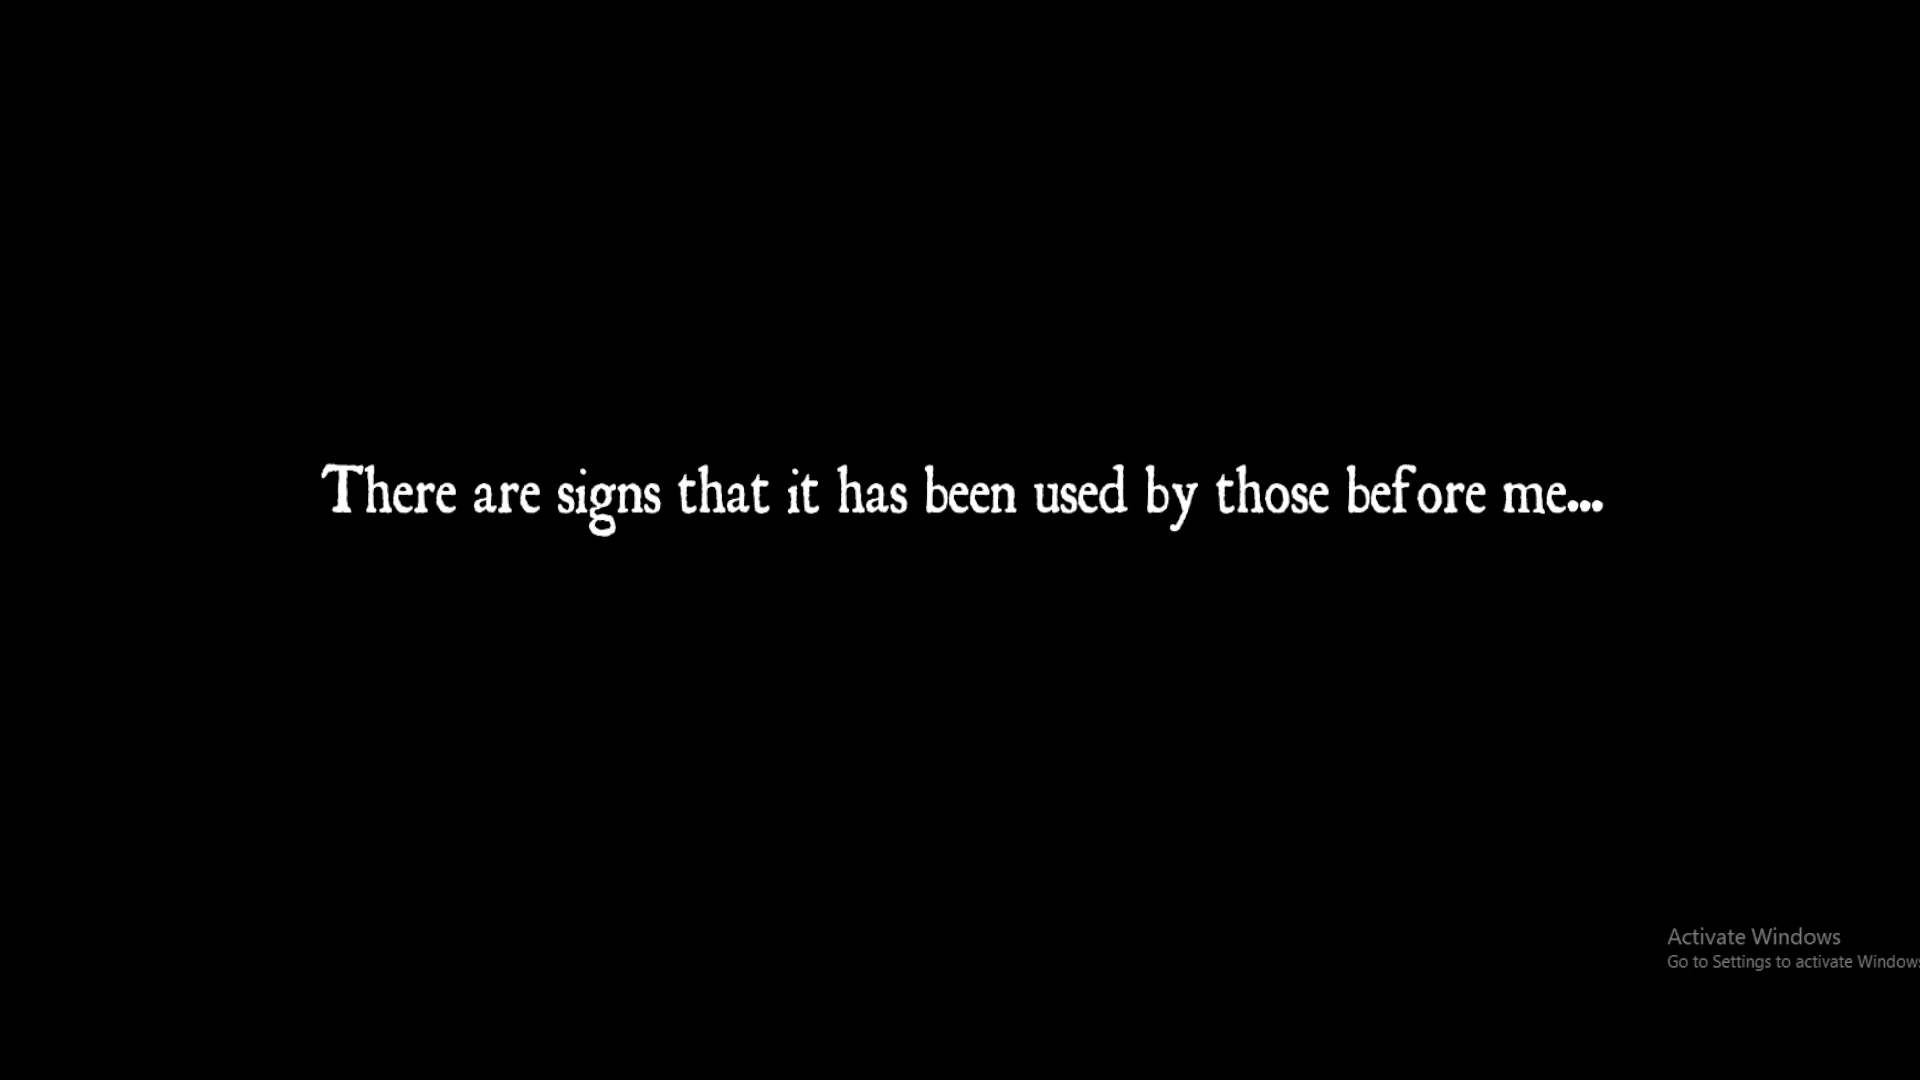 There are signs that it has been used by those before me...
Activate Windows
Go to Settings to activate Windows